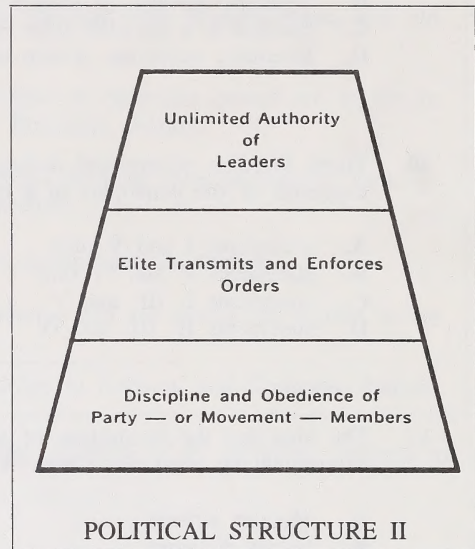 Unlimited Authority
of
Leaders
Elite Transmits and Enforces
Orders
Discipline and Obedience of
Party — or Movement — Members
POLITICAL STRUCTURE II